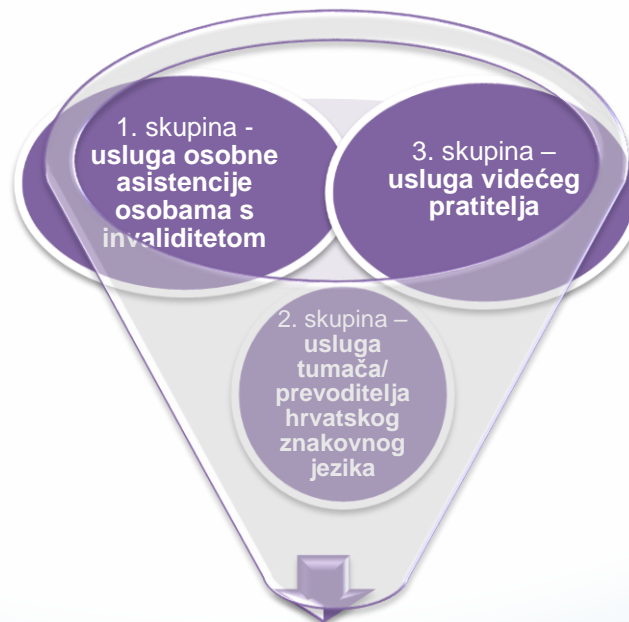 1. skupina -
usluga osobne
asistencije
osobama s
invaliditetom
3. skupina –
usluga videćeg
pratitelja
2. skupina –
usluga
tumača/
prevoditelja
hrvatskog
znakovnog
jezika